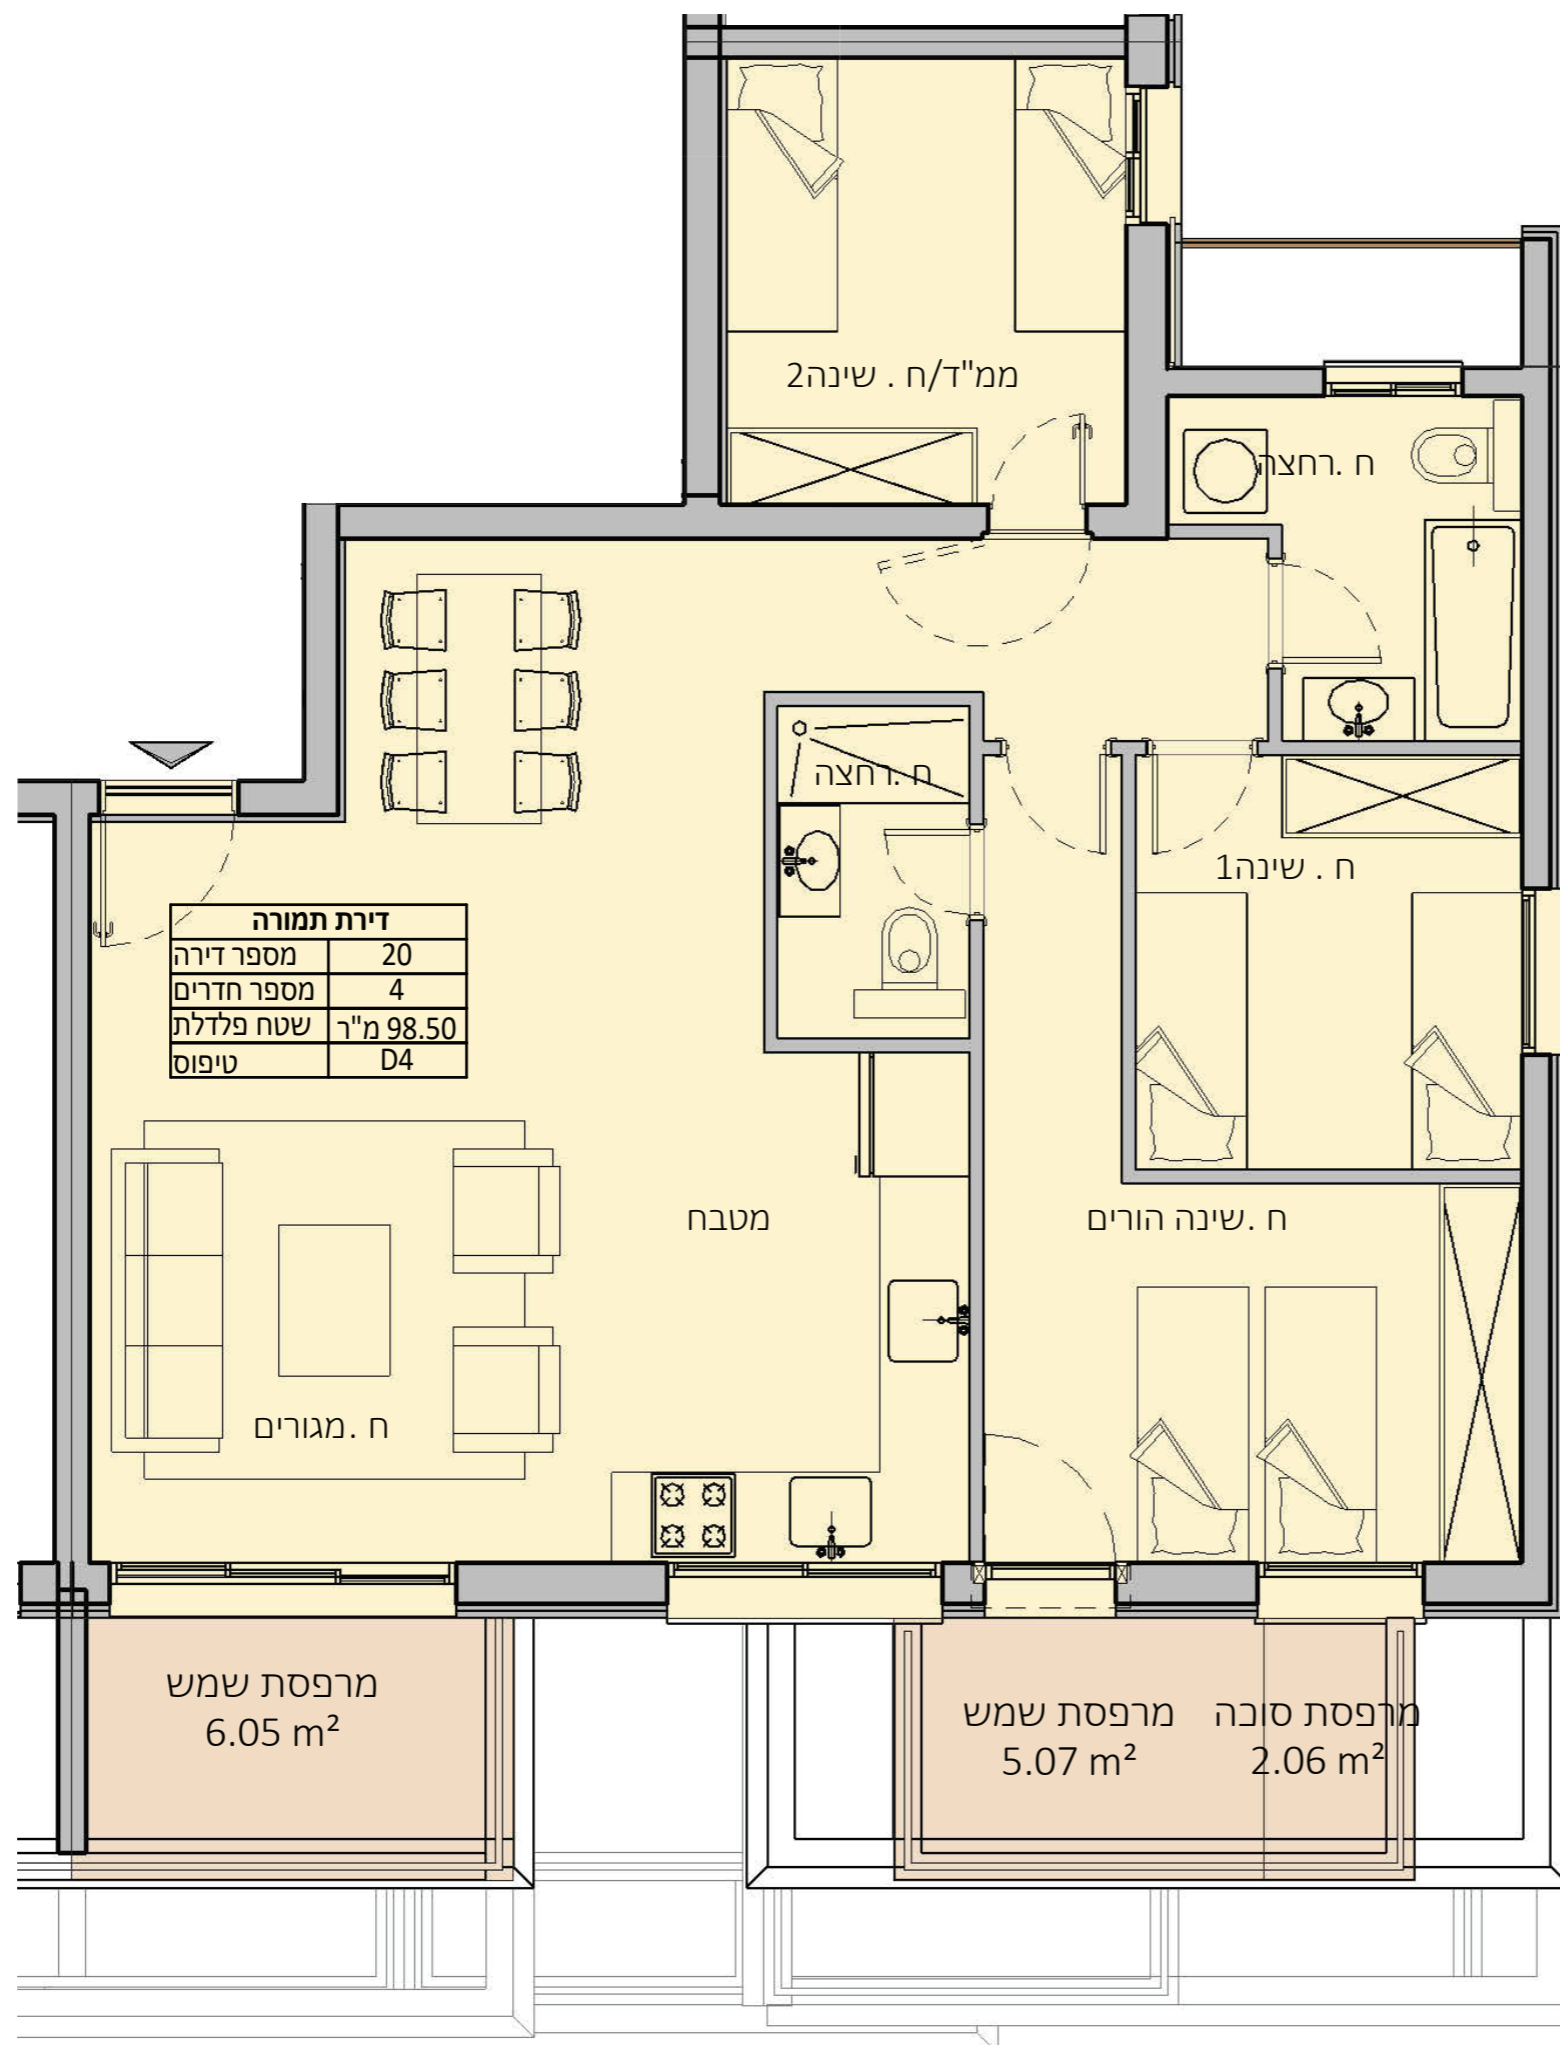 ממ"ד/ח . שינה2
ח .רחצה
ח .רחצה
ח . שינה1
דירת תמורה
מספר דירה 20
מספר חדרים 4
שטח פלדלת 98.50 מ"ר
טיפוס D4
מטבח
ח .שינה הורים
ח .מגורים
מרפסת שמש
6.05 m²
מרפסת שמש
5.07 m²
מרפסת סוכה
2.06 m²